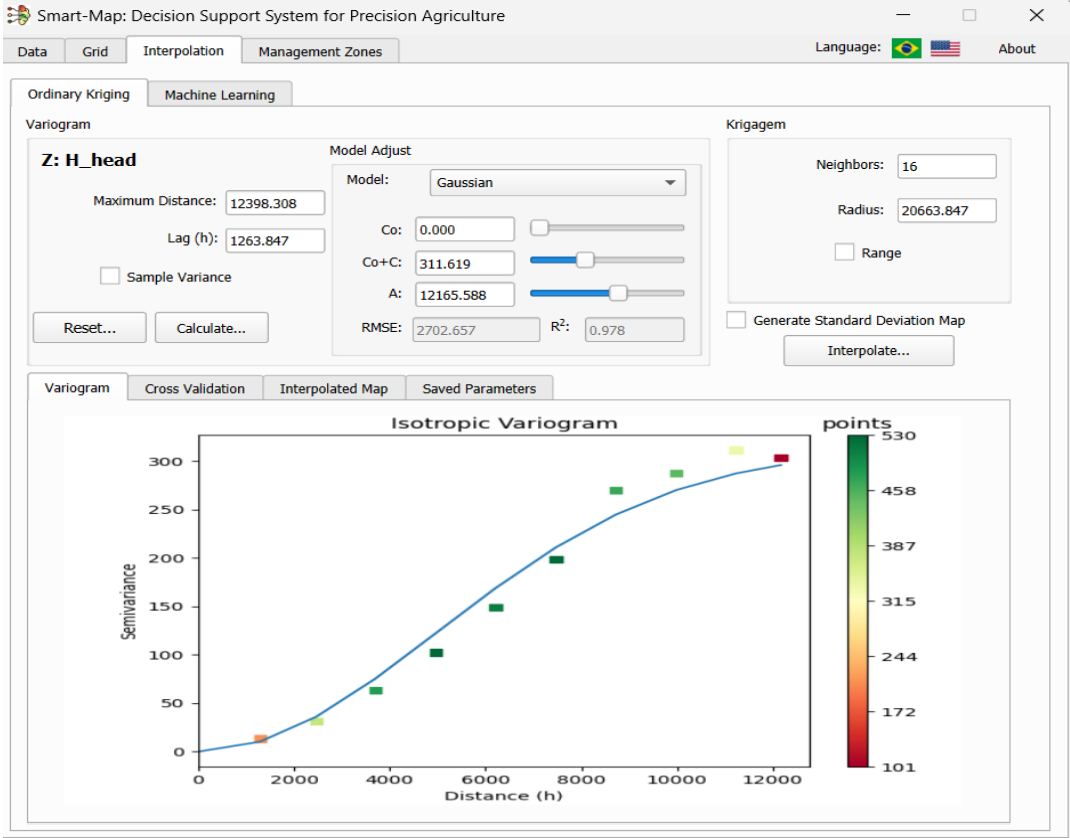 Smart-Map: Decision Support System for Precision Agriculture
Data Grid Interpolation Management Zones Language: About
Ordinary Kriging Machine Learning
Variogram
Z: H_head
Maximum Distance: 12398.308
Lag (h): 1263.847
Sample Variance
Reset... Calculate...
Model Adjust
Model: Gaussian
Co: 0.000
Co+C: 311.619
A: 12165.588
RMSE: 2702.657 R²: 0.978
Krigagem
Neighbors: 16
Radius: 20663.847
Range
Generate Standard Deviation Map
Interpolate...
Variogram Cross Validation Interpolated Map Saved Parameters
Isotropic Variogram
Semivariance
300
250
200
150
100
50
0
0 2000 4000 6000 8000 10000 12000
Distance (h)
points
530
458
387
315
244
172
101